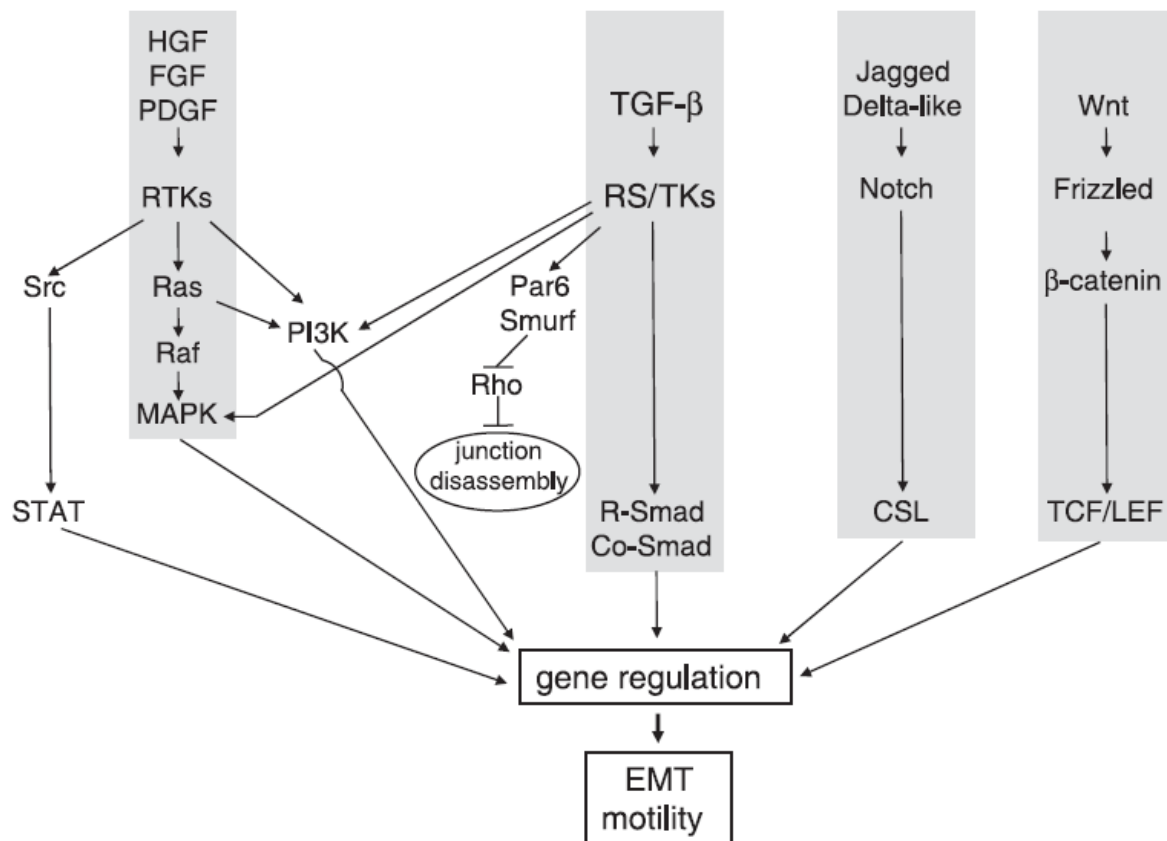 HGF
FGF
PDGF
RTKs
Src
Ras
PI3K
Raf
MAPK
STAT
TGF-β
RS/TKs
Par6
Smurf
Rho
junction
disassembly
R-Smad
Co-Smad
Jagged
Delta-like
Notch
CSL
Wnt
Frizzled
β-catenin
TCF/LEF
gene regulation
EMT
motility